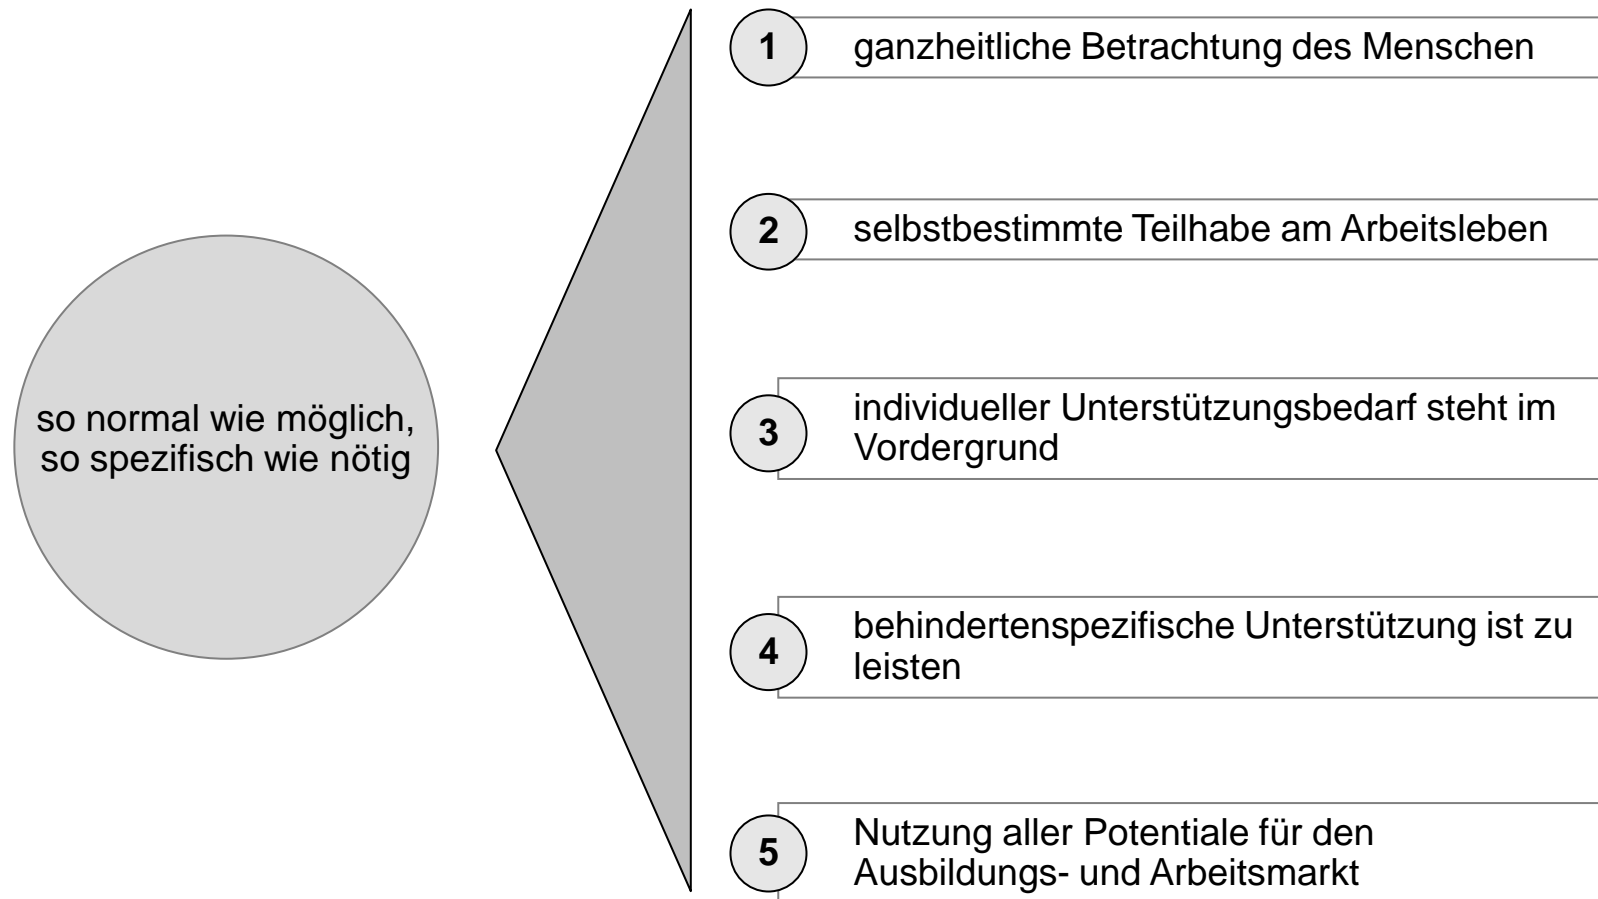 so normal wie möglich,
so spezifisch wie nötig
1
ganzheitliche Betrachtung des Menschen
2
selbstbestimmte Teilhabe am Arbeitsleben
3
individueller Unterstützungsbedarf steht im
Vordergrund
4
behindertenspezifische Unterstützung ist zu
leisten
5
Nutzung aller Potentiale für den
Ausbildungs- und Arbeitsmarkt